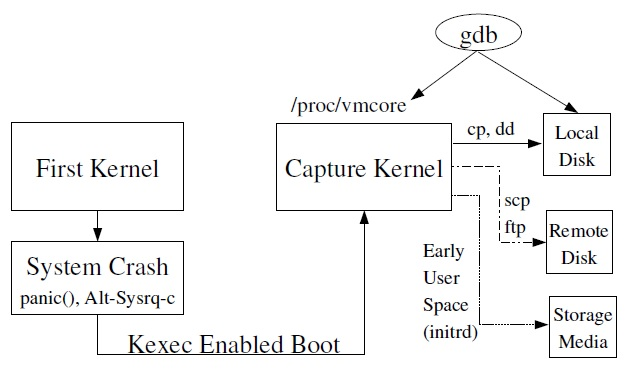 gdb
/proc/vmcore
First Kernel
Capture Kernel
cp, dd
Local
Disk
scp
ftp
Remote
Disk
System Crash
panic(), Alt-Sysrq-c
Early
User
Space
(initrd)
Storage
Media
Kexec Enabled Boot